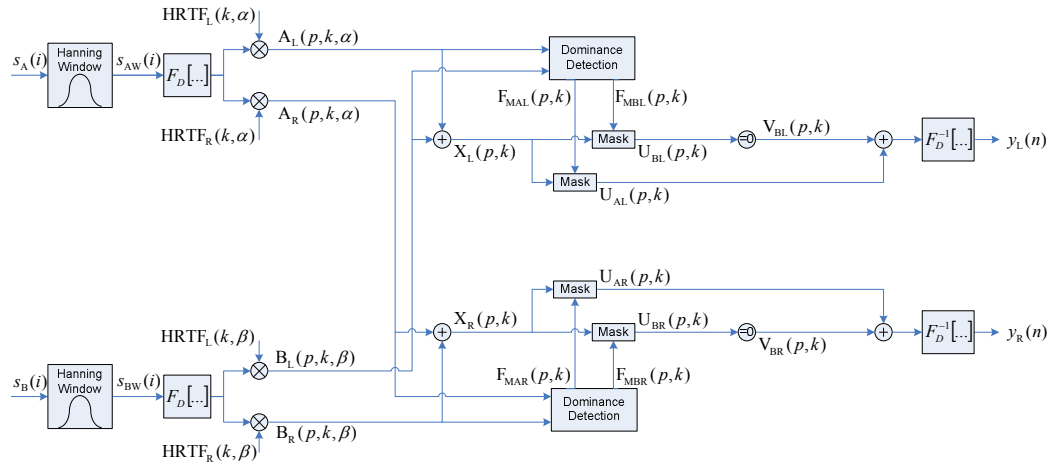 HRTF_L(k,α)
s_A(i)
Hanning
Window
s_AW(i)
F_D[...]
A_L(p,k,α)
A_R(p,k,α)
HRTF_R(k,α)
Dominance
Detection
F_MAL(p,k)
F_MBL(p,k)
+
X_L(p,k)
Mask
U_BL(p,k)
=0
V_BL(p,k)
+
F_D^-1[...]
y_L(n)
Mask
U_AL(p,k)
Mask
U_AR(p,k)
+
X_R(p,k)
Mask
U_BR(p,k)
=0
V_BR(p,k)
+
F_D^-1[...]
y_R(n)
HRTF_L(k,β)
s_B(i)
Hanning
Window
s_BW(i)
F_D[...]
B_L(p,k,β)
B_R(p,k,β)
HRTF_R(k,β)
F_MAR(p,k)
F_MBR(p,k)
Dominance
Detection